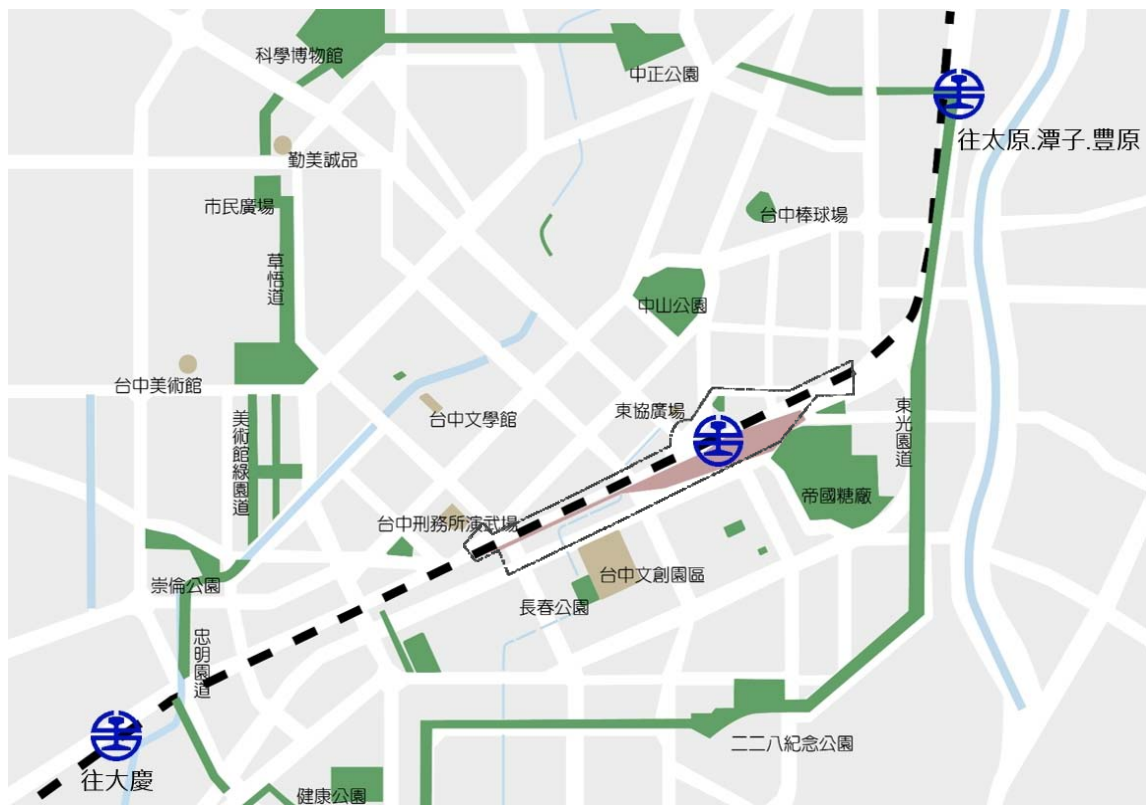 科學博物館
中正公園
往太原.潭子.豐原
勤美誠品
市民廣場
台中棒球場
草悟道
中山公園
台中美術館
東協廣場
台中文學館
東光園道
美術館綠園道
帝國糖廠
台中刑務所演武場
台中文創園區
崇倫公園
長春公園
忠明園道
二二八紀念公園
往大慶
健康公園